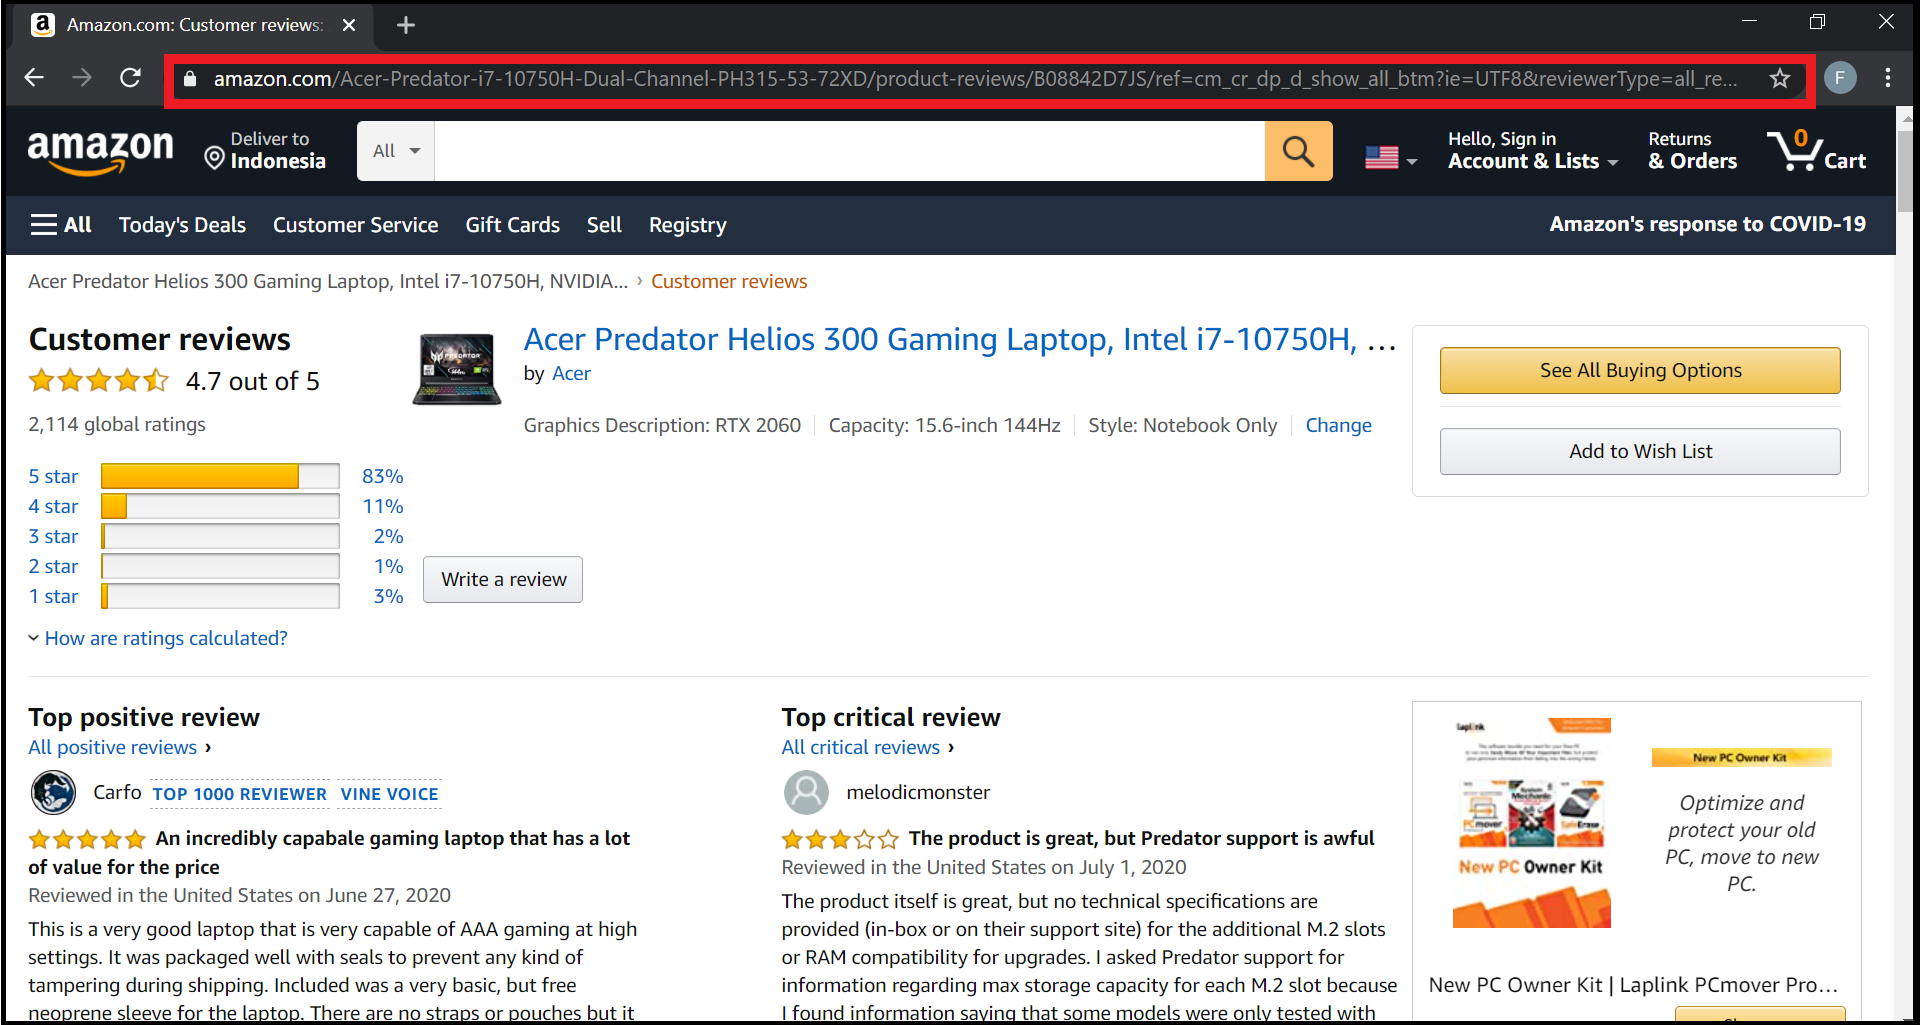 Amazon.com: Customer reviews:
amazon.com/Acer-Predator-i7-10750H-Dual-Channel-PH315-53-72XD/product-reviews/B08842D7JS/ref=cm_cr_dp_d_show_all_btm?ie=UTF8&reviewerType=all_re...
F
amazon
Deliver to
Indonesia
All
Hello, Sign in
Account & Lists
Returns
& Orders
0
Cart
All Today's Deals Customer Service Gift Cards Sell Registry
Amazon's response to COVID-19
Acer Predator Helios 300 Gaming Laptop, Intel i7-10750H, NVIDIA... › Customer reviews
Customer reviews
4.7 out of 5
2,114 global ratings
5 star 83%
4 star 11%
3 star 2%
2 star 1%
1 star 3%
How are ratings calculated?
PREDATOR
Acer Predator Helios 300 Gaming Laptop, Intel i7-10750H, ...
by Acer
Graphics Description: RTX 2060 Capacity: 15.6-inch 144Hz Style: Notebook Only Change
Write a review
See All Buying Options
Add to Wish List
Top positive review
All positive reviews ›
Carfo TOP 1000 REVIEWER VINE VOICE
An incredibly capabale gaming laptop that has a lot
of value for the price
Reviewed in the United States on June 27, 2020
This is a very good laptop that is very capable of AAA gaming at high
settings. It was packaged well with seals to prevent any kind of
tampering during shipping. Included was a very basic, but free
neoprene sleeve for the laptop. There are no straps or pouches but it
Top critical review
All critical reviews ›
melodicmonster
The product is great, but Predator support is awful
Reviewed in the United States on July 1, 2020
The product itself is great, but no technical specifications are
provided (in-box or on their support site) for the additional M.2 slots
or RAM compatibility for upgrades. I asked Predator support for
information regarding max storage capacity for each M.2 slot because
I found information saying that some models were only tested with
laplink
PCmover
System
Mechanic
SafeErase
New PC Owner Kit
New PC Owner Kit
Optimize and
protect your old
PC, move to new
PC.
New PC Owner Kit | Laplink PCmover Pro...